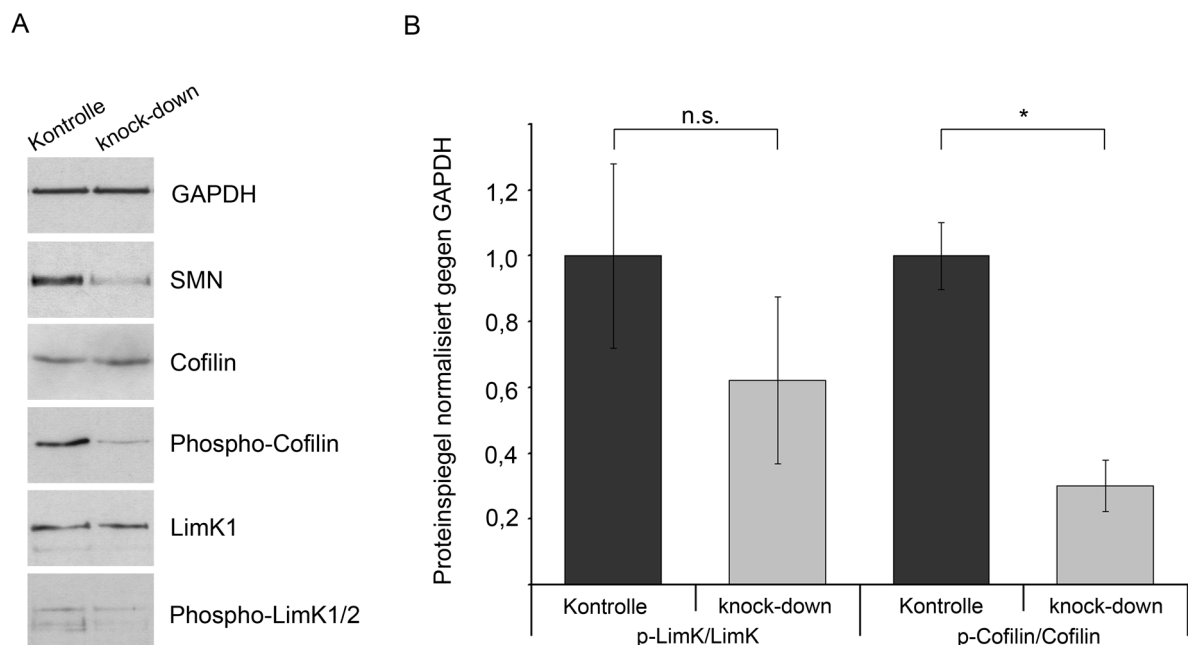 A
Kontrolle
knock-down
GAPDH
SMN
Cofilin
Phospho-Cofilin
LimK1
Phospho-LimK1/2
B
Proteinspiegel normalisiert gegen GAPDH
n.s.
*
1,2
1,0
0,8
0,6
0,4
0,2
Kontrolle
knock-down
Kontrolle
knock-down
p-LimK/LimK
p-Cofilin/Cofilin